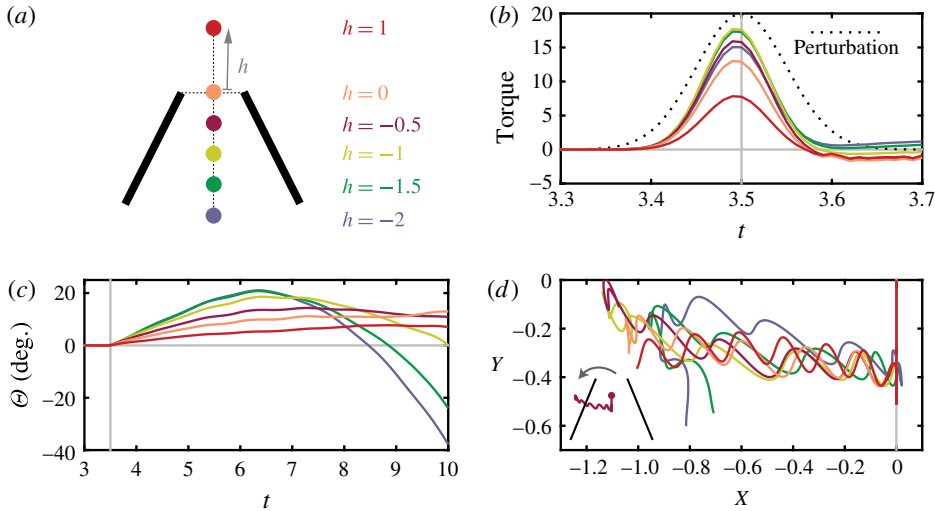 (a)
h = 1
h
h = 0
h = −0.5
h = −1
h = −1.5
h = −2
(b)
20
15
10
5
0
−5
Torque
Perturbation
3.3 3.4 3.5 3.6 3.7
t
(c)
20
0
−20
−40
Θ (deg.)
3 4 5 6 7 8 9 10
t
(d)
0
−0.2
−0.4
−0.6
Y
−1.2 −1.0 −0.8 −0.6 −0.4 −0.2 0
X